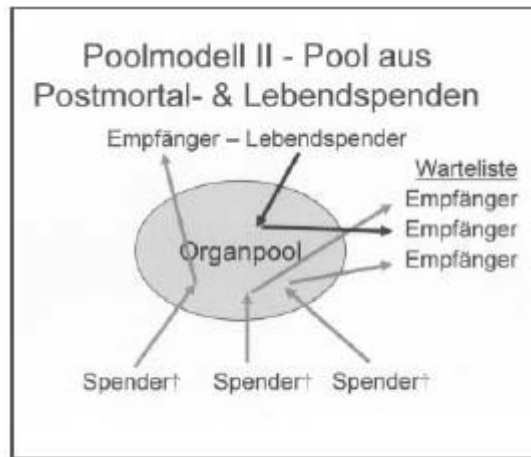 Poolmodell II - Pool aus
Postmortal- & Lebendspenden
Empfänger – Lebendspender
Warteliste
Empfänger
Empfänger
Empfänger
Organpool
Spender† Spender† Spender†